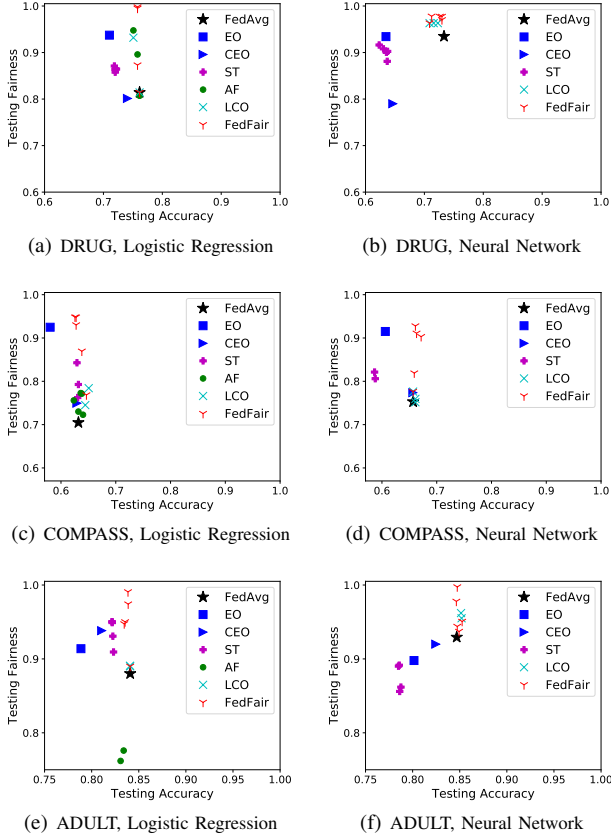 1.0
0.9
0.8
0.7
0.6
Testing Fairness
0.6 0.7 0.8 0.9 1.0
Testing Accuracy
FedAvg
EO
CEO
ST
AF
LCO
FedFair
(a) DRUG, Logistic Regression
1.0
0.9
0.8
0.7
0.6
Testing Fairness
0.6 0.7 0.8 0.9 1.0
Testing Accuracy
FedAvg
EO
CEO
ST
LCO
FedFair
(b) DRUG, Neural Network
1.0
0.9
0.8
0.7
0.6
Testing Fairness
0.6 0.7 0.8 0.9 1.0
Testing Accuracy
FedAvg
EO
CEO
ST
AF
LCO
FedFair
(c) COMPASS, Logistic Regression
1.0
0.9
0.8
0.7
0.6
Testing Fairness
0.6 0.7 0.8 0.9 1.0
Testing Accuracy
FedAvg
EO
CEO
ST
LCO
FedFair
(d) COMPASS, Neural Network
1.0
0.9
0.8
Testing Fairness
0.75 0.80 0.85 0.90 0.95 1.00
Testing Accuracy
FedAvg
EO
CEO
ST
AF
LCO
FedFair
(e) ADULT, Logistic Regression
1.0
0.9
0.8
Testing Fairness
0.75 0.80 0.85 0.90 0.95 1.00
Testing Accuracy
FedAvg
EO
CEO
ST
LCO
FedFair
(f) ADULT, Neural Network